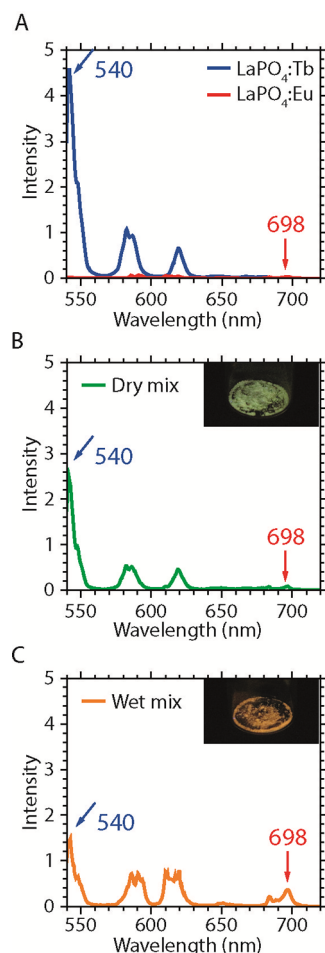 A
5
4
3
2
1
0
Intensity
540
LaPO4:Tb
LaPO4:Eu
698
550
600
650
700
Wavelength (nm)
B
5
4
3
2
1
0
Intensity
Dry mix
540
698
550
600
650
700
Wavelength (nm)
C
5
4
3
2
1
0
Intensity
Wet mix
540
698
550
600
650
700
Wavelength (nm)